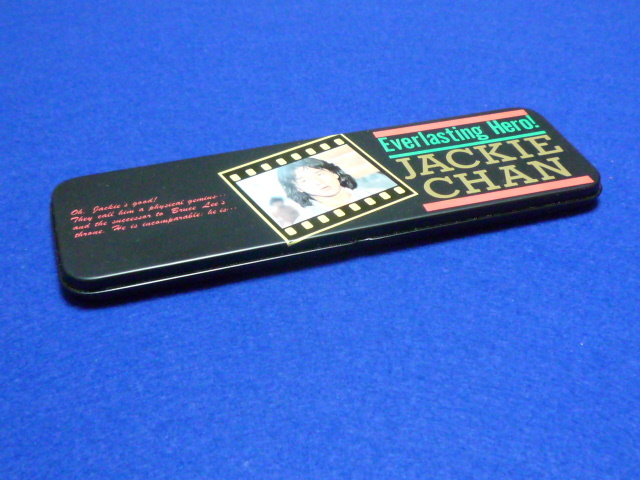 Oh, Jackie's good!
They call him a physical gemius...
and the successor to Bruce Lee's
throne. He is incomparable; he is...
Everlasting Hero!
JACKIE
CHAN